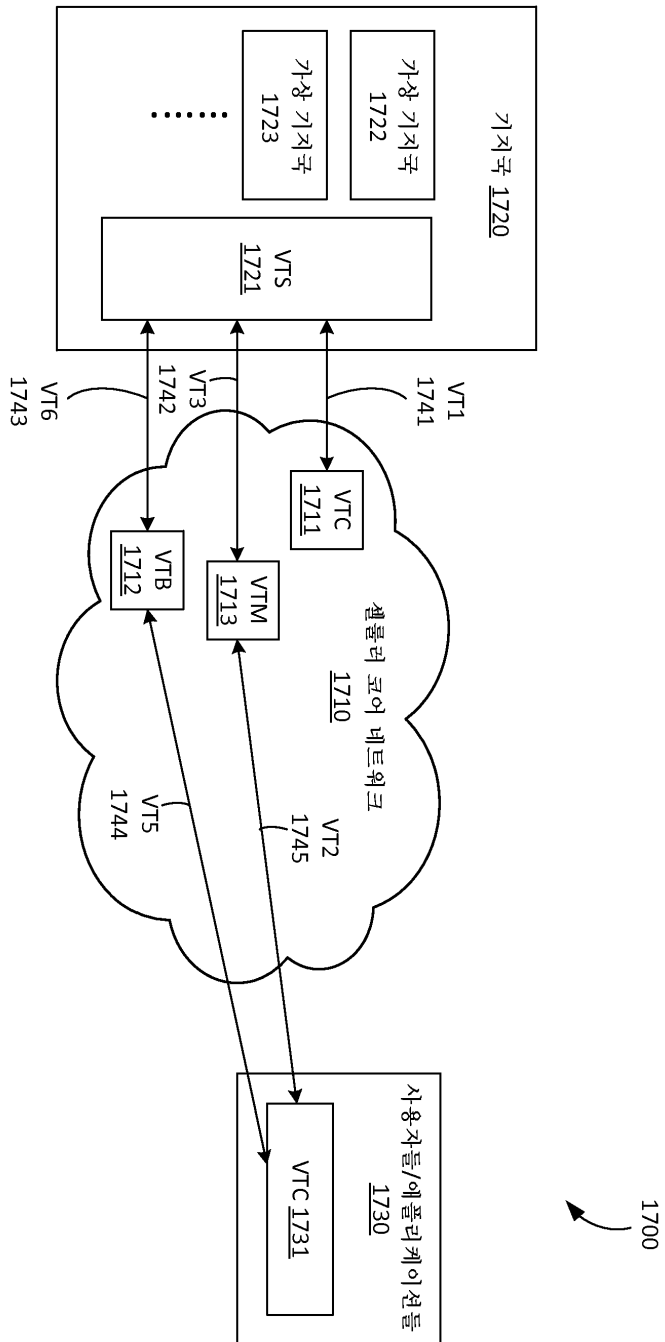 1700
기지국 1720
가상 기지국
1722
가상 기지국
1723
.......
VTS
1721
VT1
1741
VT3
1742
VT6
1743
셀룰러 코어 네트워크
1710
VTC
1711
VTM
1713
VTB
1712
VT2
1745
VT5
1744
사용자들/애플리케이션들
1730
VTC 1731